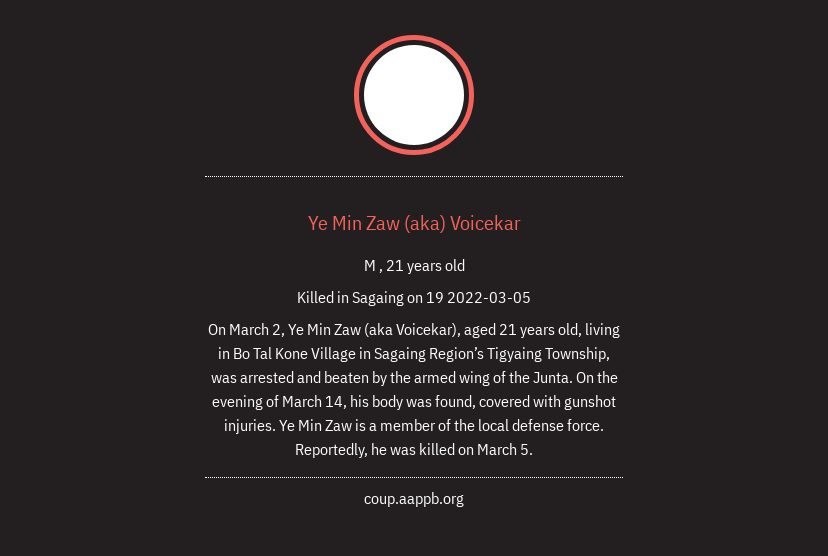 Ye Min Zaw (aka) Voicekar
M , 21 years old
Killed in Sagaing on 19 2022-03-05
On March 2, Ye Min Zaw (aka Voicekar), aged 21 years old, living
in Bo Tal Kone Village in Sagaing Region’s Tigyaing Township,
was arrested and beaten by the armed wing of the Junta. On the
evening of March 14, his body was found, covered with gunshot
injuries. Ye Min Zaw is a member of the local defense force.
Reportedly, he was killed on March 5.
coup.aappb.org